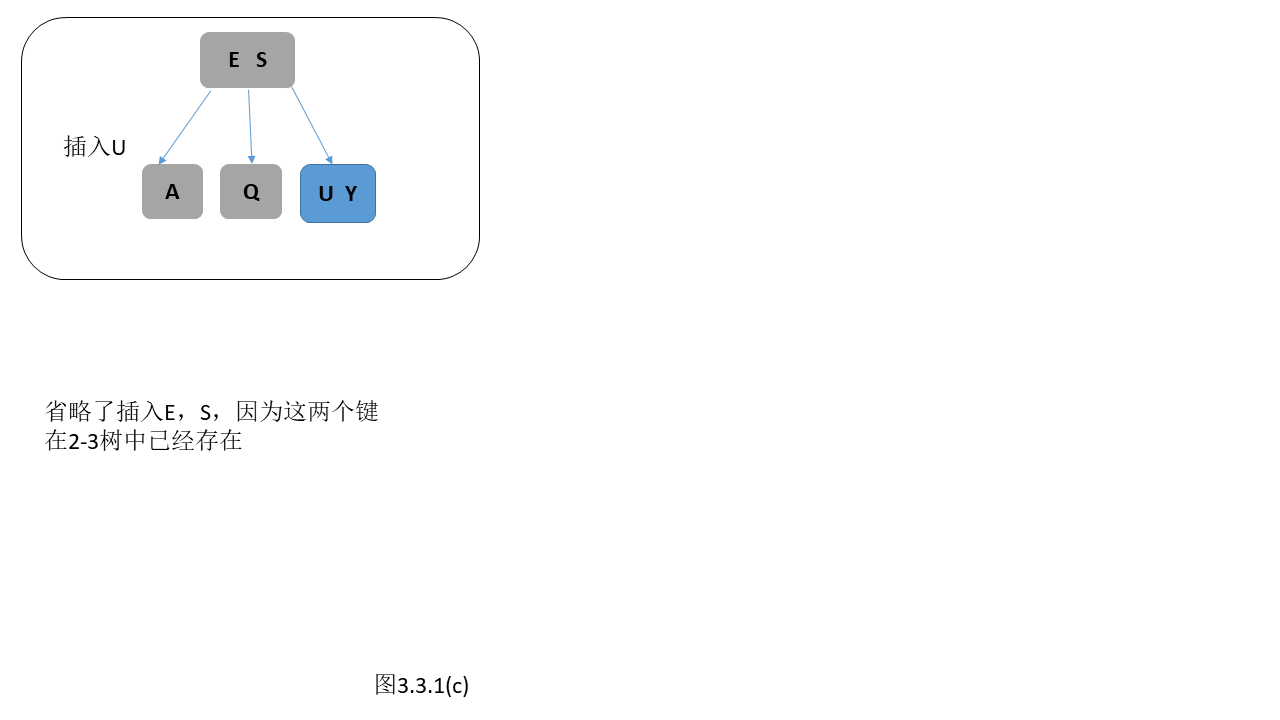 E S
插入U
A Q U Y
省略了插入E，S，因为这两个键
在2-3树中已经存在
图3.3.1(c)